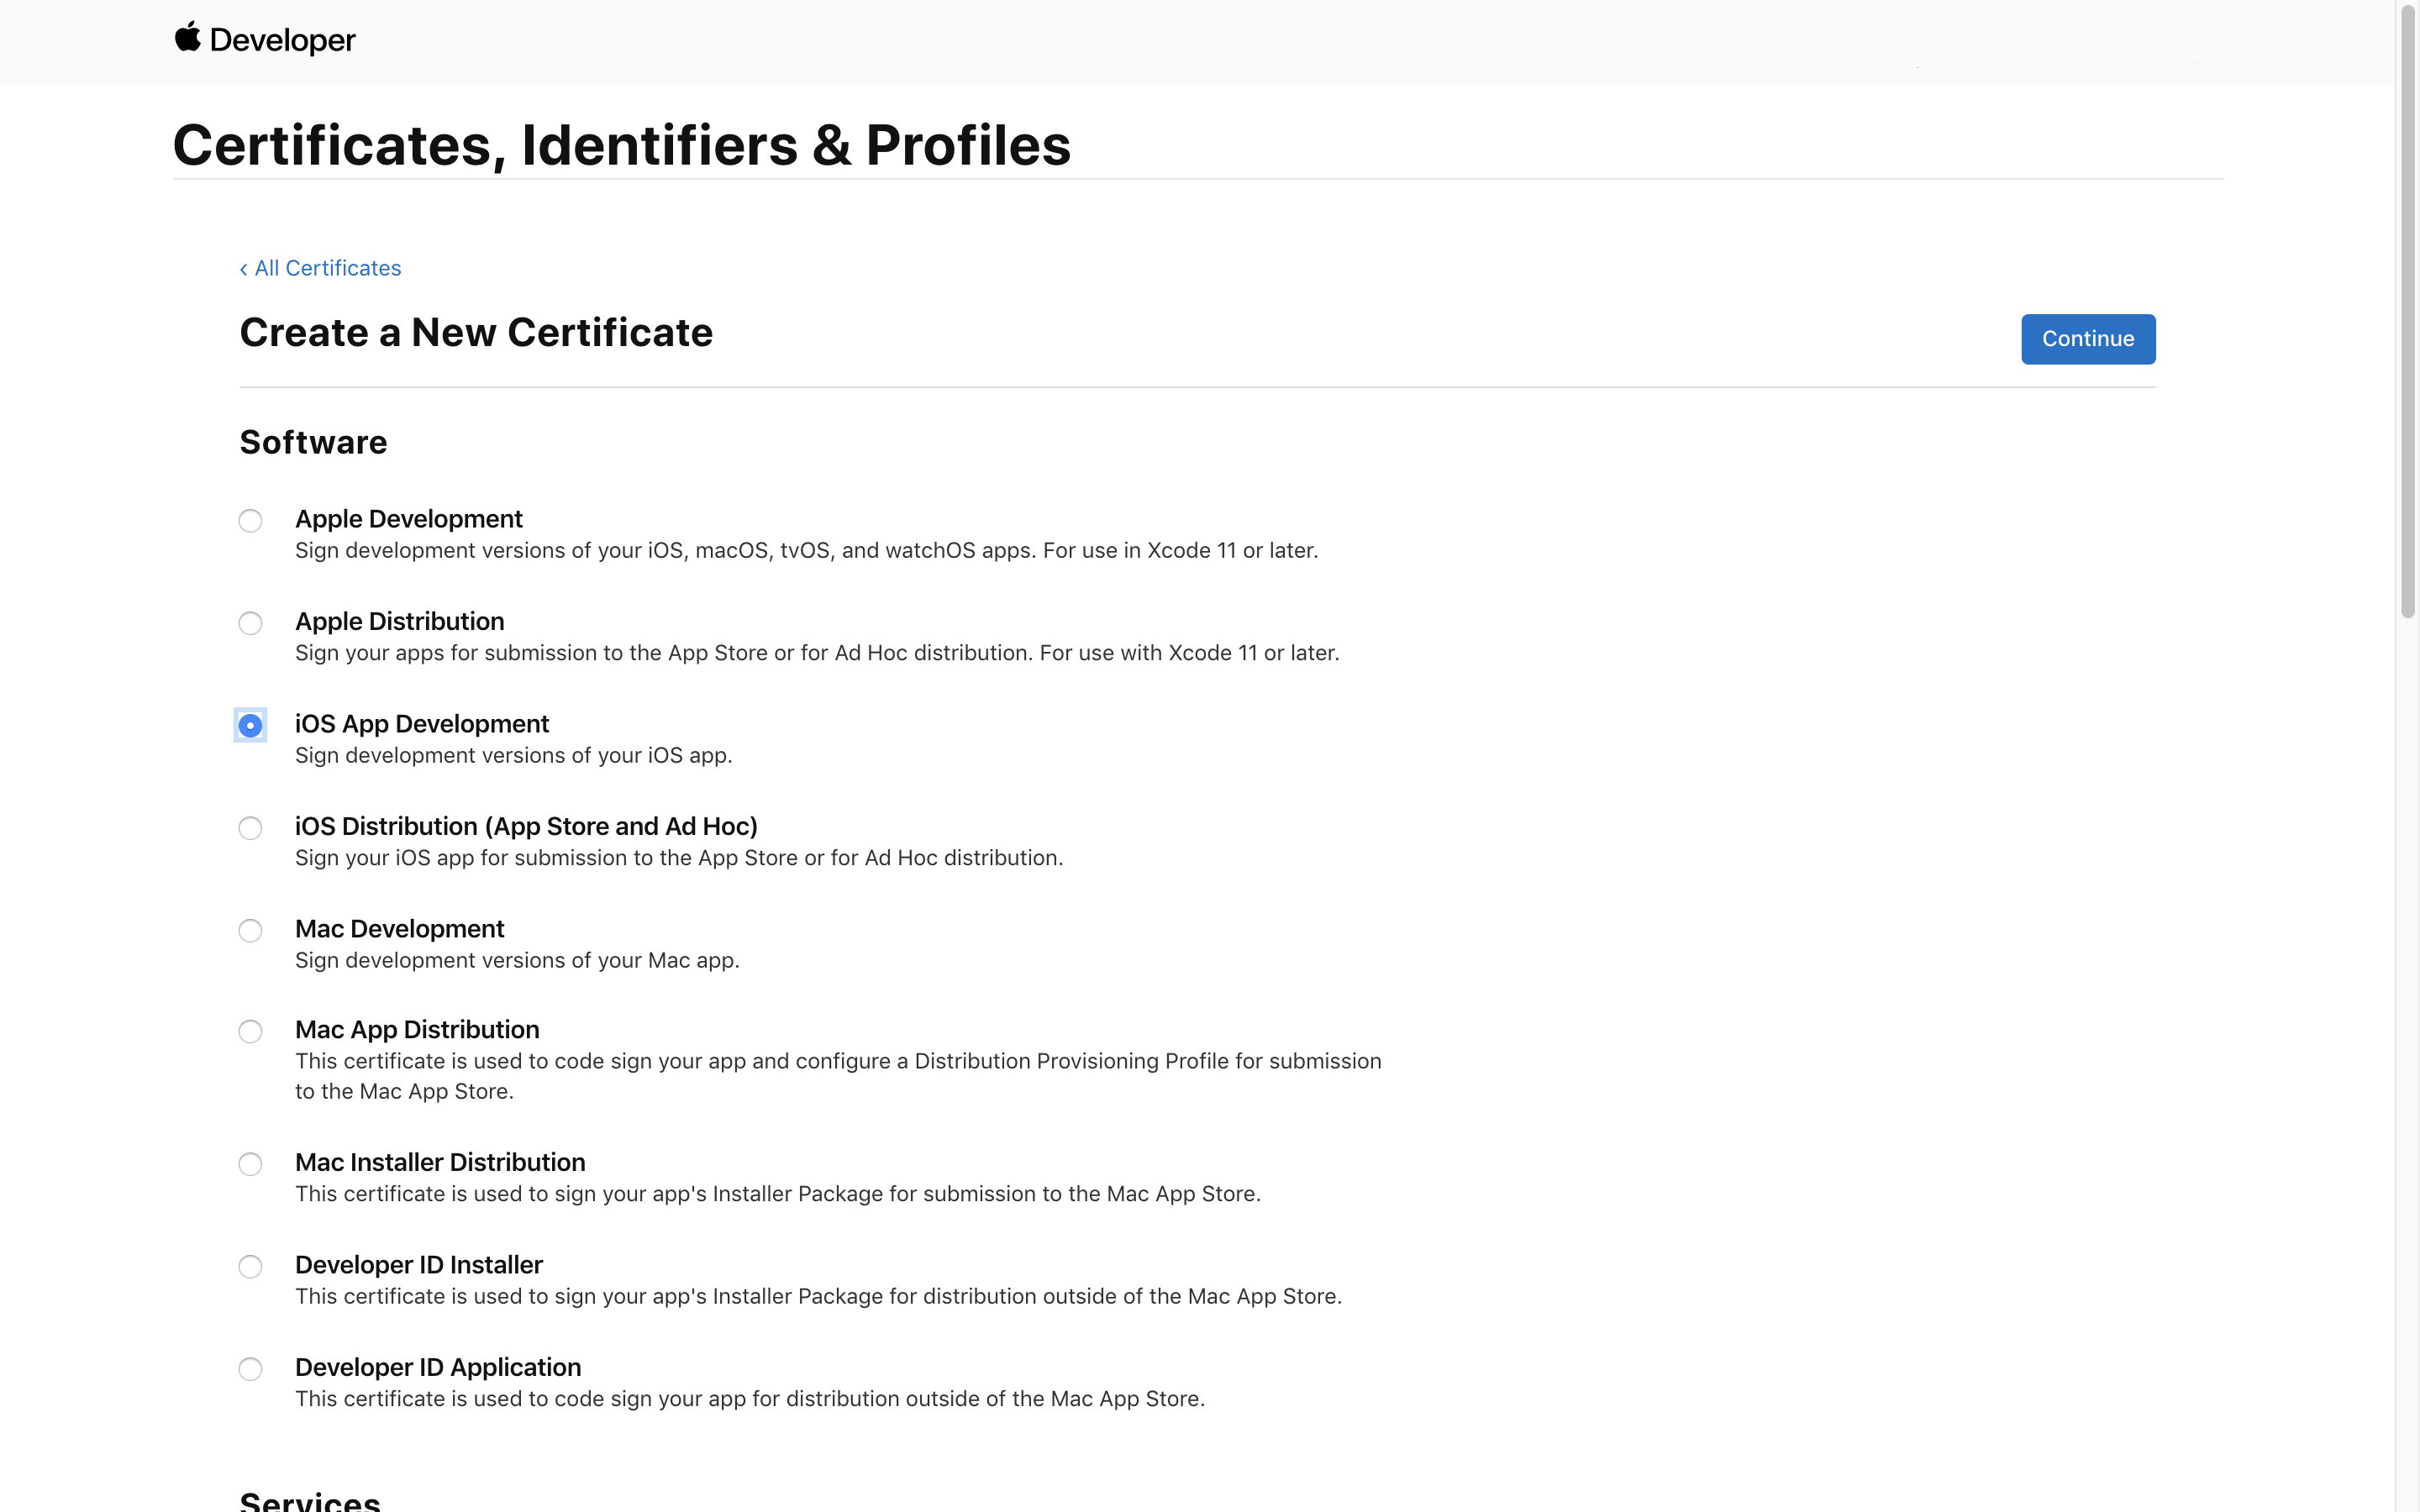 Developer
Certificates, Identifiers & Profiles
‹ All Certificates
Create a New Certificate
Continue
Software
Apple Development
Sign development versions of your iOS, macOS, tvOS, and watchOS apps. For use in Xcode 11 or later.
Apple Distribution
Sign your apps for submission to the App Store or for Ad Hoc distribution. For use with Xcode 11 or later.
iOS App Development
Sign development versions of your iOS app.
iOS Distribution (App Store and Ad Hoc)
Sign your iOS app for submission to the App Store or for Ad Hoc distribution.
Mac Development
Sign development versions of your Mac app.
Mac App Distribution
This certificate is used to code sign your app and configure a Distribution Provisioning Profile for submission
to the Mac App Store.
Mac Installer Distribution
This certificate is used to sign your app's Installer Package for submission to the Mac App Store.
Developer ID Installer
This certificate is used to sign your app's Installer Package for distribution outside of the Mac App Store.
Developer ID Application
This certificate is used to code sign your app for distribution outside of the Mac App Store.
Services